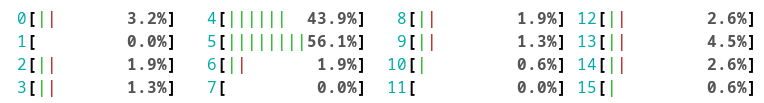 0[|| 3.2%] 4[|||||| 43.9%] 8[|| 1.9%] 12[|| 2.6%]
1[ 0.0%] 5[||||||||56.1%] 9[|| 1.3%] 13[|| 4.5%]
2[|| 1.9%] 6[|| 1.9%] 10[| 0.6%] 14[|| 2.6%]
3[|| 1.3%] 7[ 0.0%] 11[ 0.0%] 15[| 0.6%]